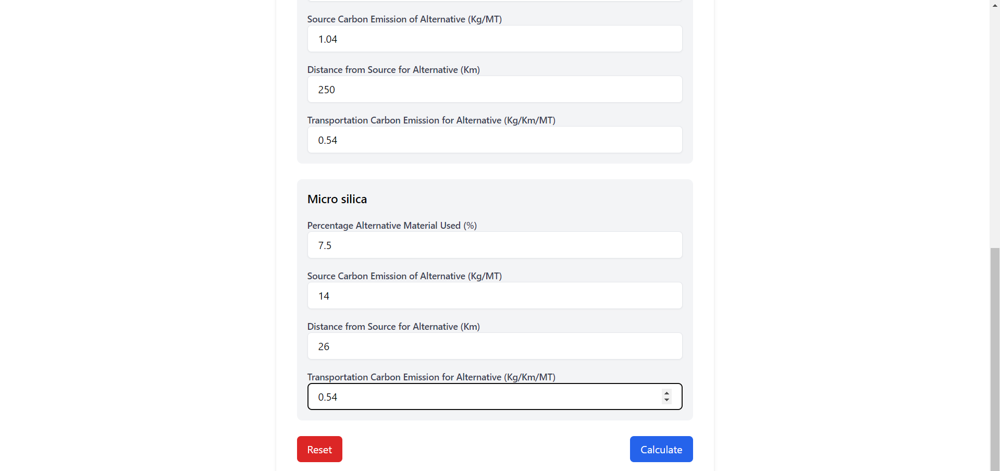 Source Carbon Emission of Alternative (Kg/MT)
1.04
Distance from Source for Alternative (Km)
250
Transportation Carbon Emission for Alternative (Kg/Km/MT)
0.54
Micro silica
Percentage Alternative Material Used (%)
7.5
Source Carbon Emission of Alternative (Kg/MT)
14
Distance from Source for Alternative (Km)
26
Transportation Carbon Emission for Alternative (Kg/Km/MT)
0.54
Reset
Calculate